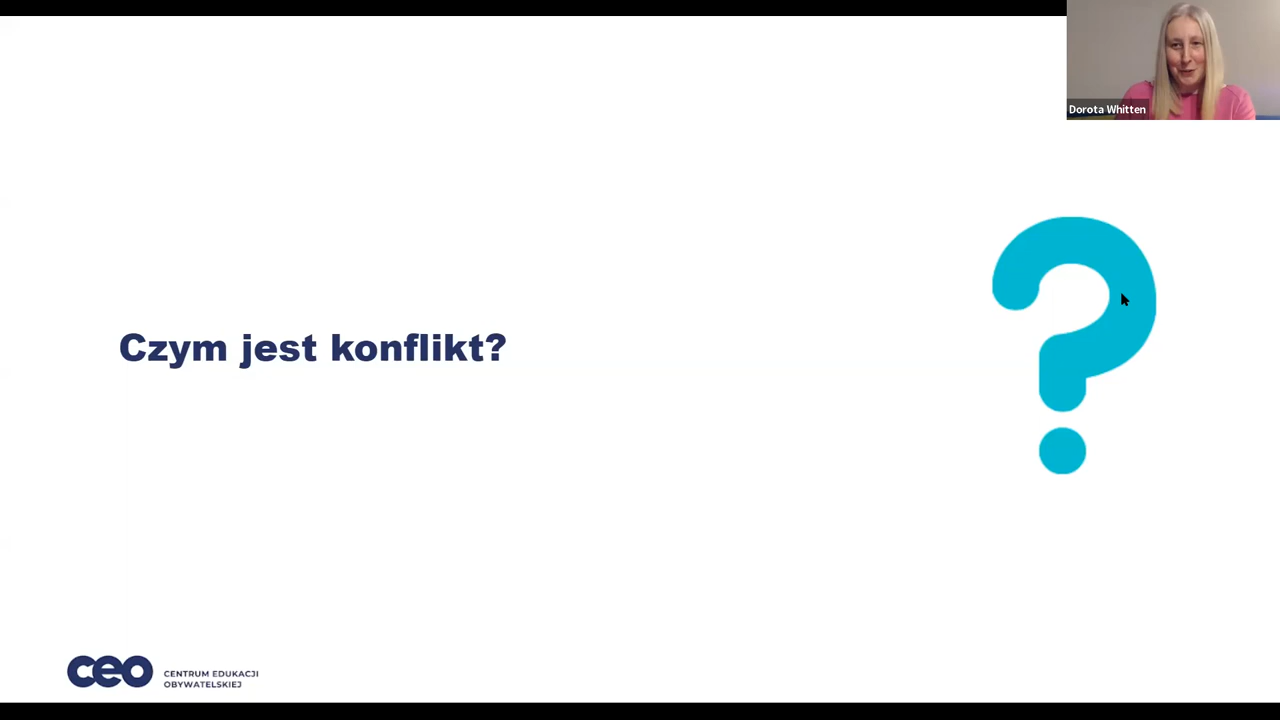 Dorota Whitten
Czym jest konflikt?
ceo
CENTRUM EDUKACJI
OBYWATELSKIEJ